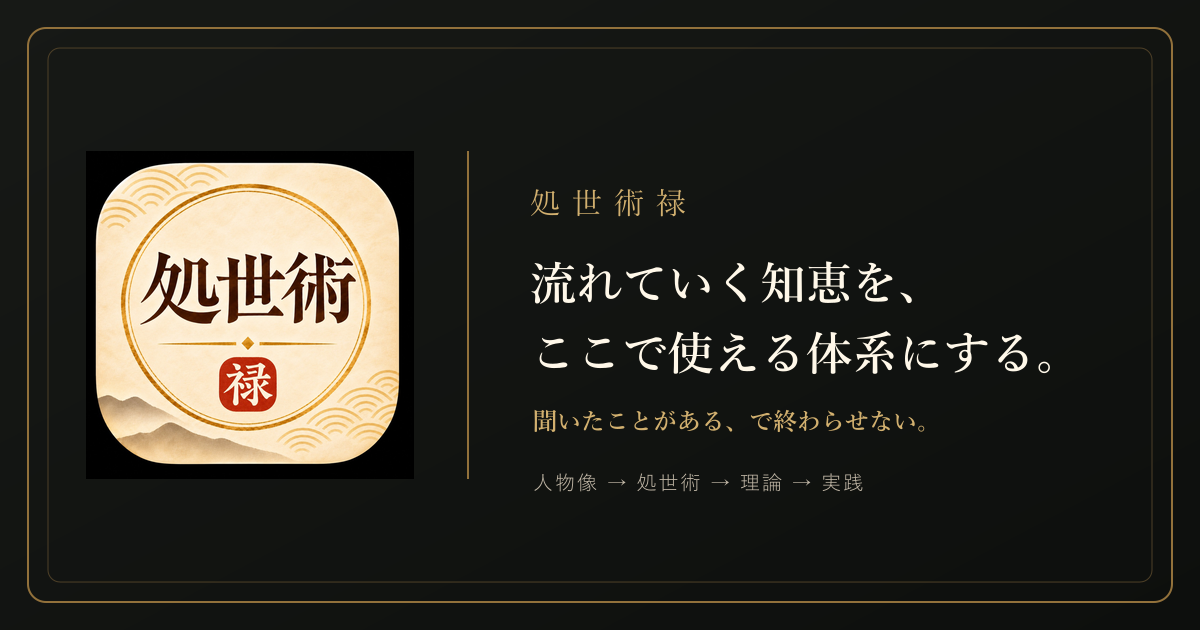 処世術
禄
処世術禄
流れていく知恵を、
ここで使える体系にする。
聞いたことがある、で終わらせない。
人物像 → 処世術 → 理論 → 実践